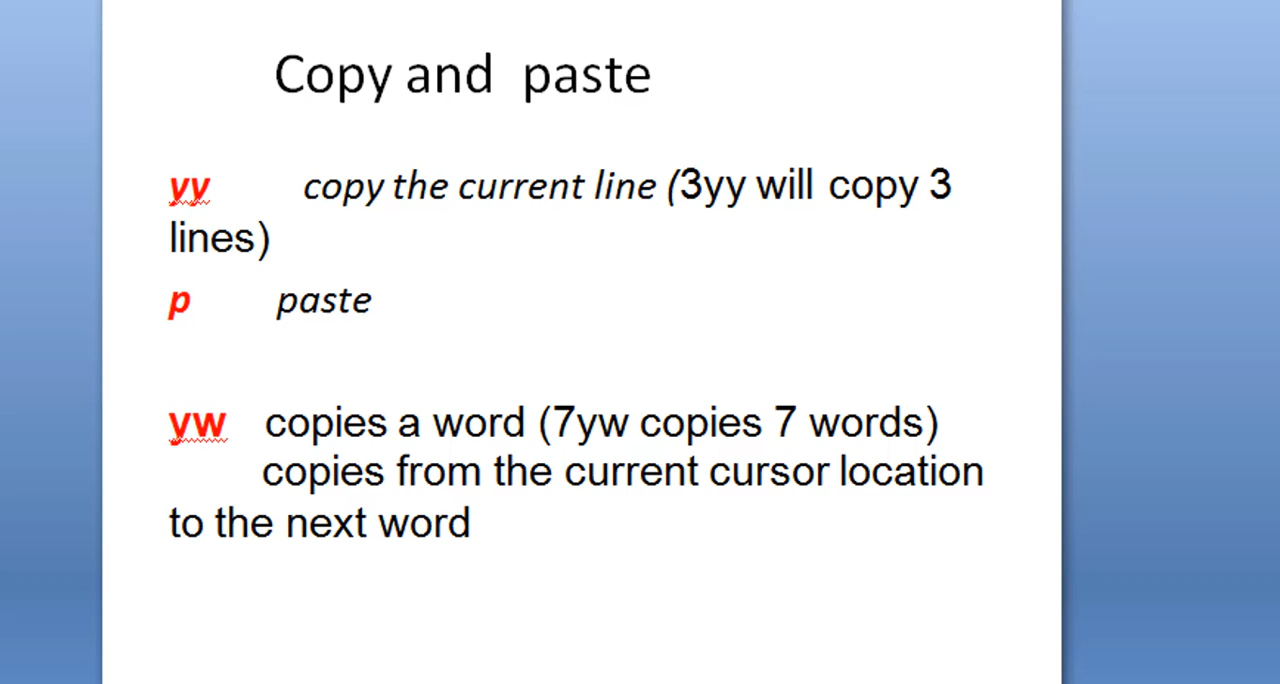 Copy and paste
yy copy the current line (3yy will copy 3
lines)
p paste
yw copies a word (7yw copies 7 words)
copies from the current cursor location
to the next word